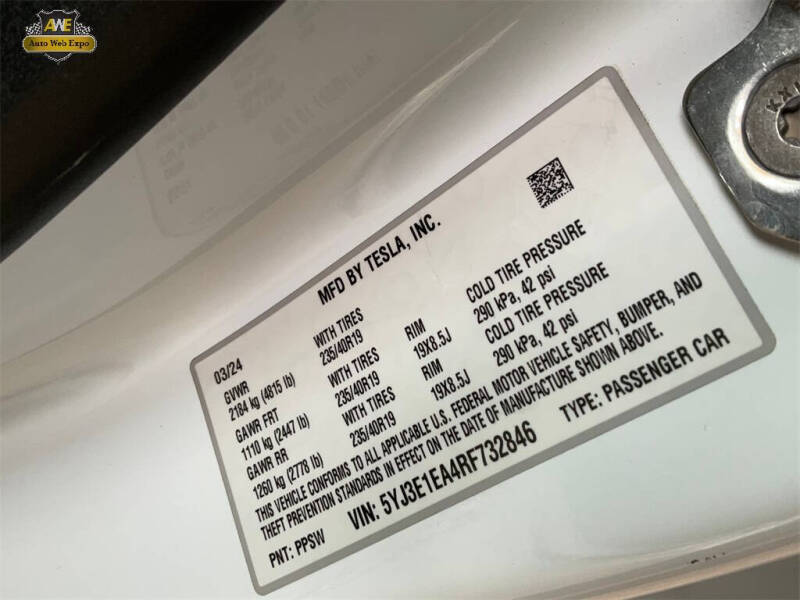 AWE
Auto Web Expo
MFD BY TESLA, INC.
03/24
GVWR WITH TIRES RIM COLD TIRE PRESSURE
2184 kg (4815 lb) 235/40R19 19X8.5J 290 kPa, 42 psi
GAWR FRT WITH TIRES RIM COLD TIRE PRESSURE
1110 kg (2447 lb) 235/40R19 19X8.5J 290 kPa, 42 psi
GAWR RR WITH TIRES
1260 kg (2778 lb) 235/40R19
THIS VEHICLE CONFORMS TO ALL APPLICABLE U.S. FEDERAL MOTOR VEHICLE SAFETY, BUMPER, AND
THEFT PREVENTION STANDARDS IN EFFECT ON THE DATE OF MANUFACTURE SHOWN ABOVE.
PNT: PPSW VIN: 5YJ3E1EA4RF732846 TYPE: PASSENGER CAR